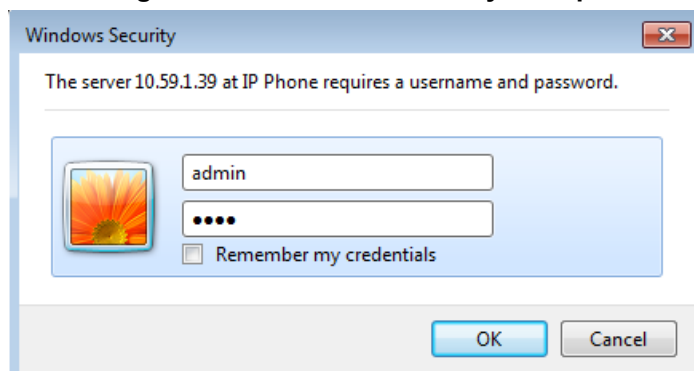 Windows Security
The server 10.59.1.39 at IP Phone requires a username and password.
admin
••••
Remember my credentials
OK
Cancel